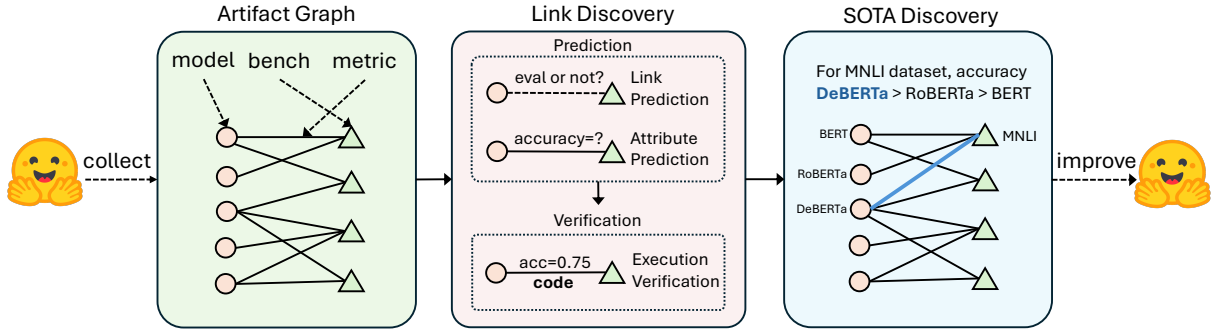 Artifact Graph
Link Discovery
SOTA Discovery
collect
model
bench
metric
Prediction
eval or not?
Link
Prediction
accuracy=?
Attribute
Prediction
Verification
acc=0.75
code
Execution
Verification
For MNLI dataset, accuracy
DeBERTa > RoBERTa > BERT
BERT
MNLI
RoBERTa
DeBERTa
improve